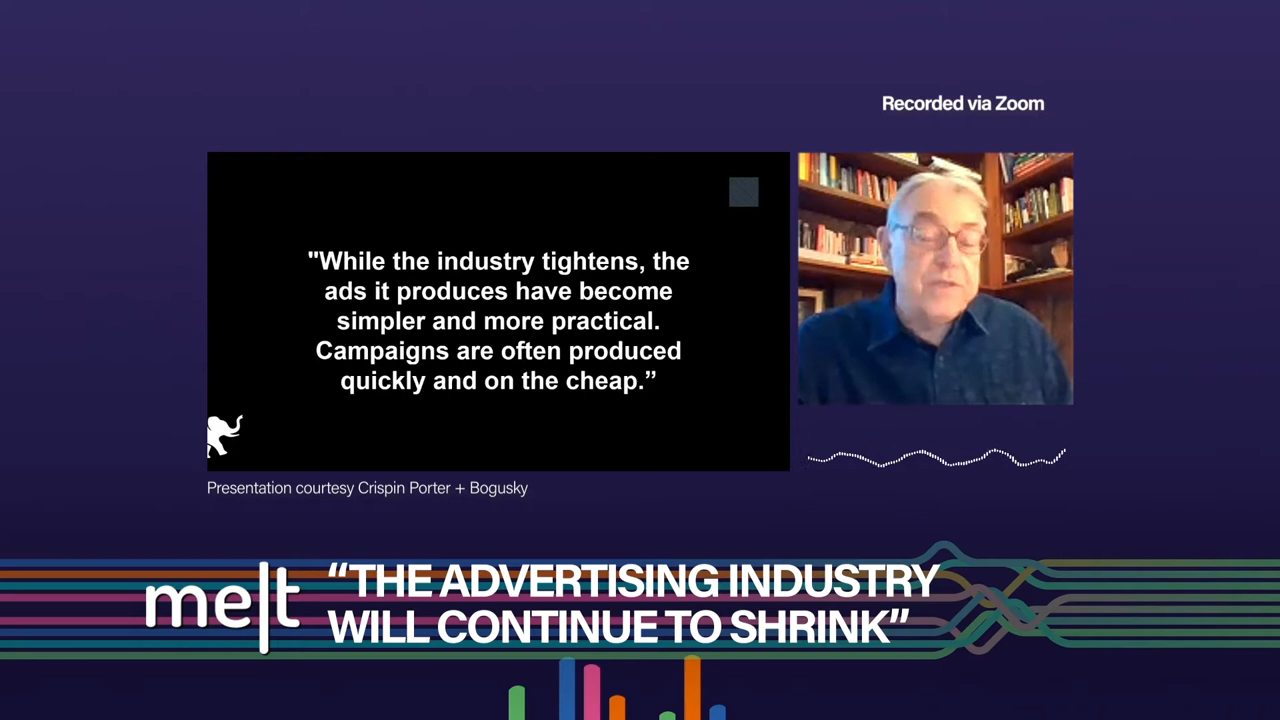 Recorded via Zoom
"While the industry tightens, the
ads it produces have become
simpler and more practical.
Campaigns are often produced
quickly and on the cheap.”
Presentation courtesy Crispin Porter + Bogusky
melt
“THE ADVERTISING INDUSTRY
WILL CONTINUE TO SHRINK”